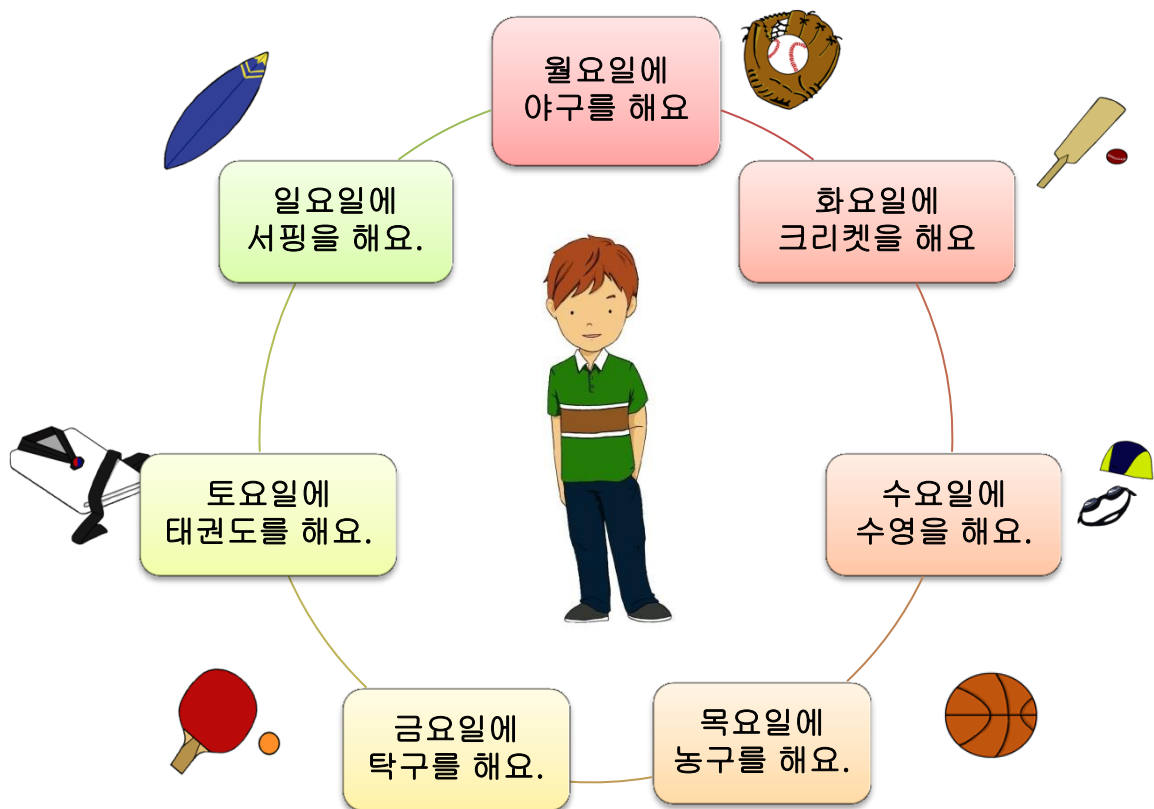 월요일에
야구를 해요
화요일에
크리켓을 해요
수요일에
수영을 해요.
목요일에
농구를 해요.
금요일에
탁구를 해요.
토요일에
태권도를 해요.
일요일에
서핑을 해요.